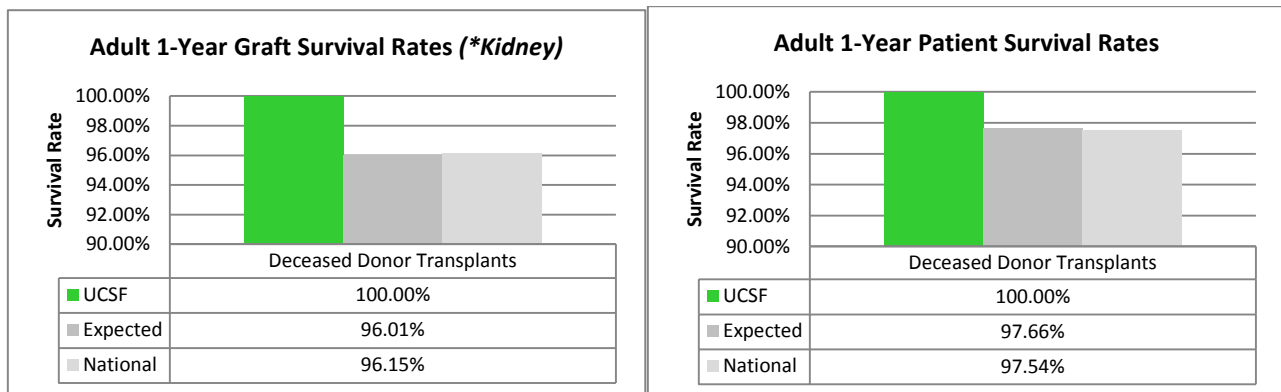 Adult 1-Year Graft Survival Rates (*Kidney)
Survival Rate
100.00%
98.00%
96.00%
94.00%
92.00%
90.00%
Deceased Donor Transplants
UCSF 100.00%
Expected 96.01%
National 96.15%
Adult 1-Year Patient Survival Rates
Survival Rate
100.00%
98.00%
96.00%
94.00%
92.00%
90.00%
Deceased Donor Transplants
UCSF 100.00%
Expected 97.66%
National 97.54%